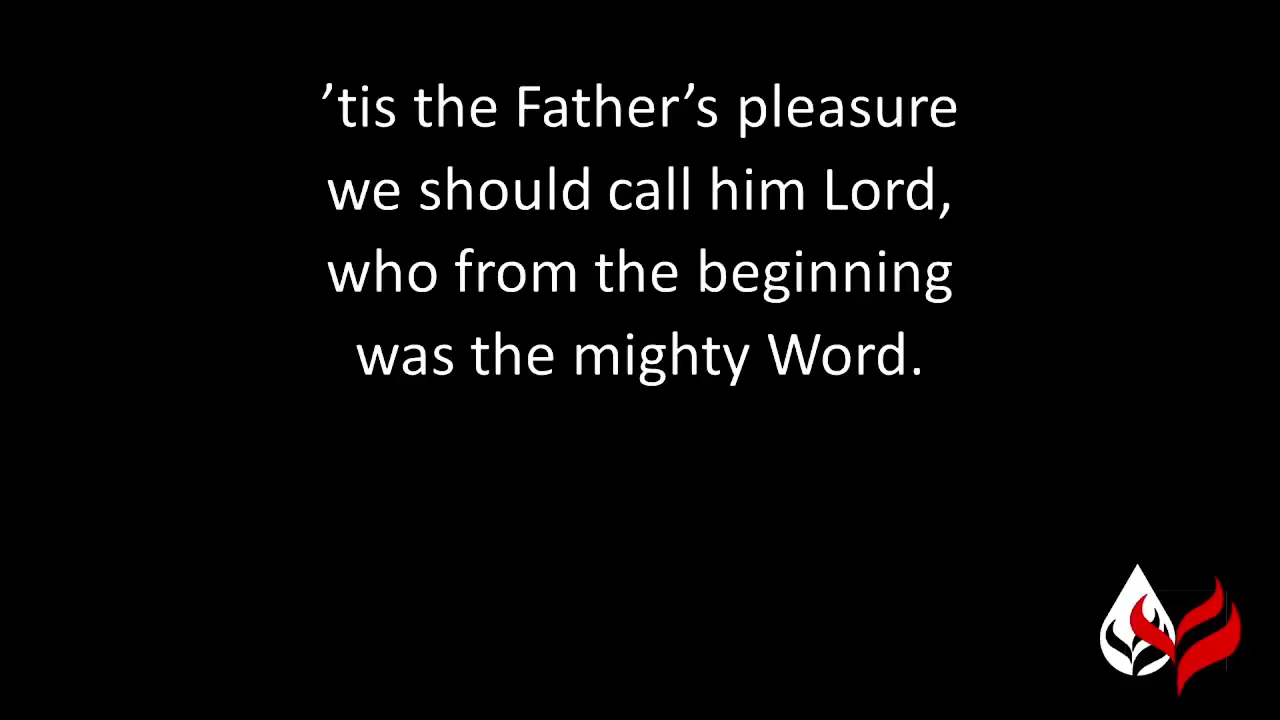 ’tis the Father’s pleasure
we should call him Lord,
who from the beginning
was the mighty Word.